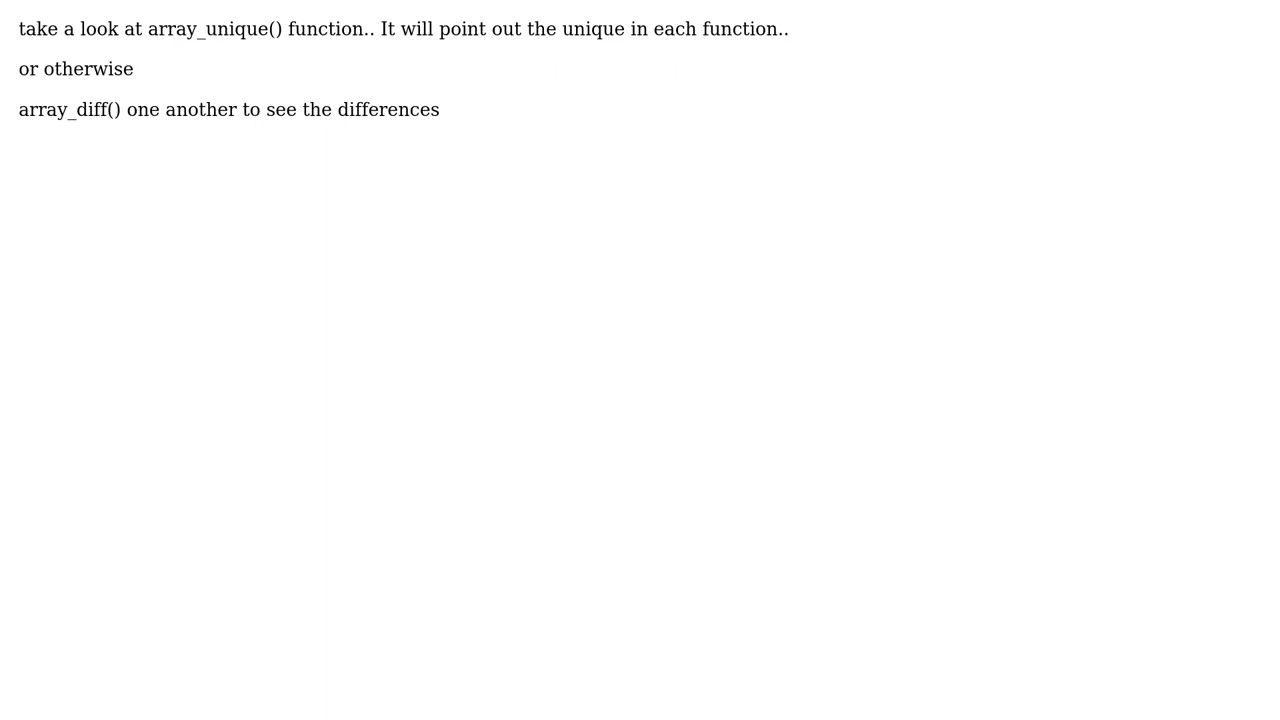 take a look at array_unique() function.. It will point out the unique in each function..
or otherwise
array_diff() one another to see the differences